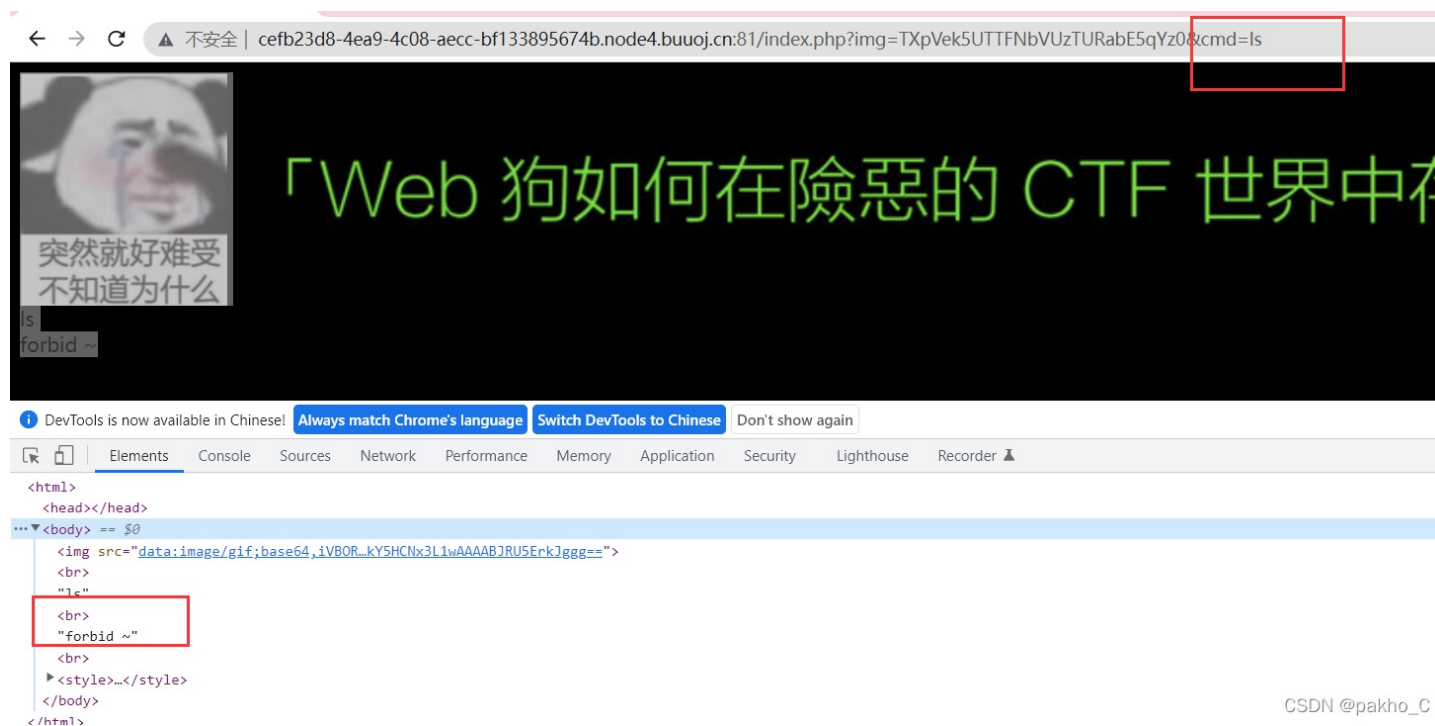 不安全 | cefb23d8-4ea9-4c08-aecc-bf133895674b.node4.buuoj.cn:81/index.php?img=TXpVek5UTTFNbVUzTURabE5qYz0&cmd=ls
「Web 狗如何在險惡的 CTF 世界中存
突然就好难受
不知道为什么
ls
forbid ~
DevTools is now available in Chinese! Always match Chrome's language Switch DevTools to Chinese Don't show again
Elements Console Sources Network Performance Memory Application Security Lighthouse Recorder
<html>
<head></head>
<body> == $0
<img src="data:image/gif;base64,iVBOR…kY5HCNx3L1wAAAABJRU5ErkJggg==">
<br>
"ls"
<br>
"forbid ~"
<br>
<style>…</style>
</body>
</html>
CSDN @pakho_C